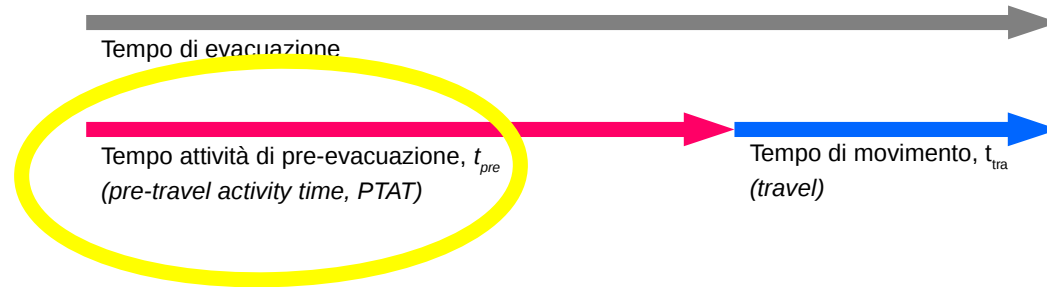 Tempo di evacuazione
Tempo attività di pre-evacuazione, tpre
(pre-travel activity time, PTAT)
Tempo di movimento, ttra
(travel)